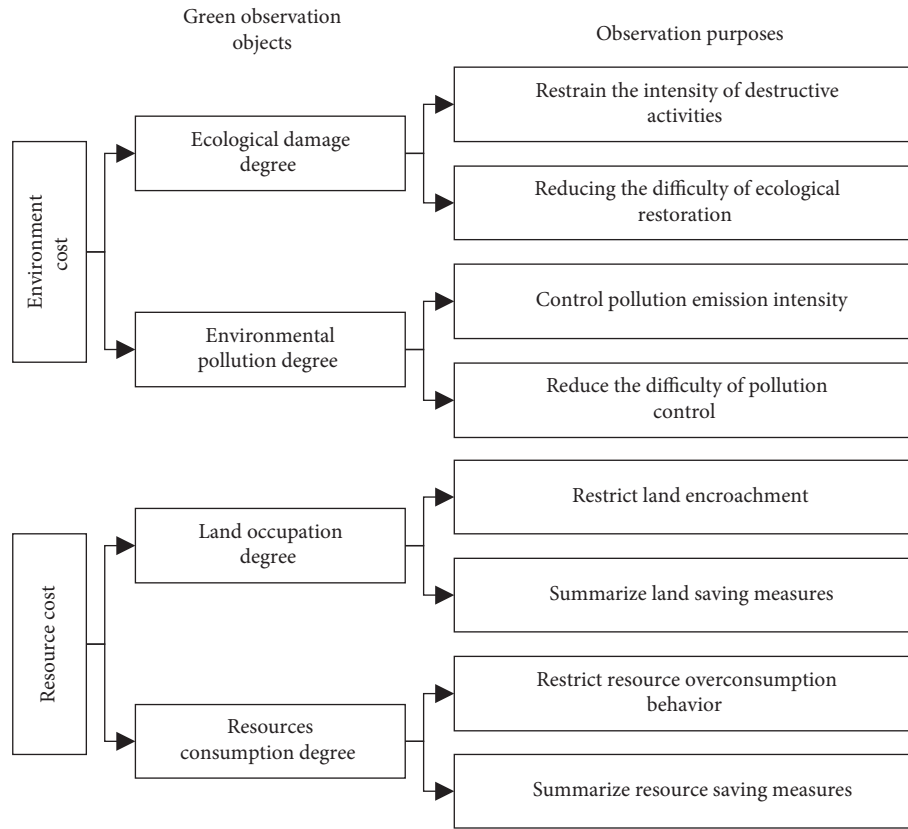 Green observation
objects
Observation purposes
Environment
cost
Ecological damage
degree
Restrain the intensity of destructive
activities
Reducing the difficulty of ecological
restoration
Environmental
pollution degree
Control pollution emission intensity
Reduce the difficulty of pollution
control
Resource cost
Land occupation
degree
Restrict land encroachment
Summarize land saving measures
Resources
consumption degree
Restrict resource overconsumption
behavior
Summarize resource saving measures